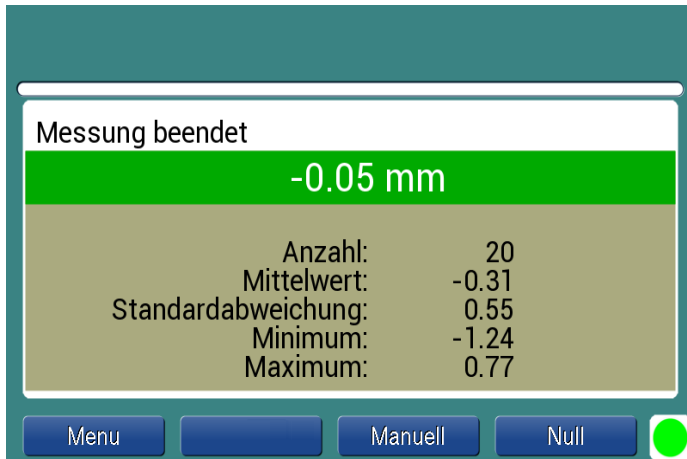 Messung beendet
-0.05 mm
Anzahl: 20
Mittelwert: -0.31
Standardabweichung: 0.55
Minimum: -1.24
Maximum: 0.77
Menu Manuell Null